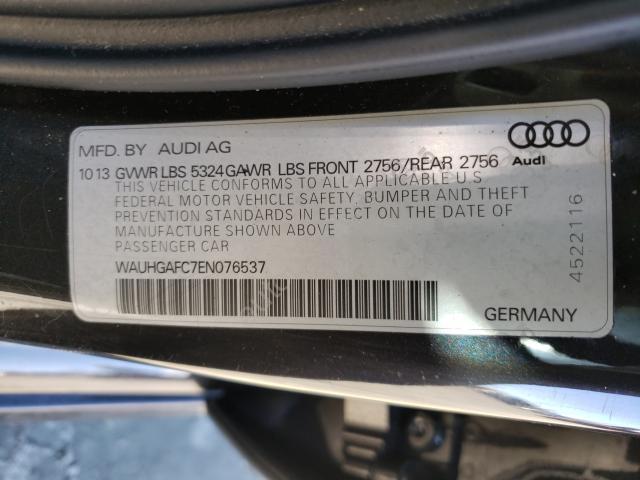 MFD. BY AUDI AG
10 13 GVWR LBS 5324 GAWR LBS FRONT 2756/REAR 2756
Audi
THIS VEHICLE CONFORMS TO ALL APPLICABLE U S
FEDERAL MOTOR VEHICLE SAFETY, BUMPER AND THEFT
PREVENTION STANDARDS IN EFFECT ON THE DATE OF
MANUFACTURE SHOWN ABOVE
PASSENGER CAR
WAUHGAFC7EN076537
GERMANY
4522116